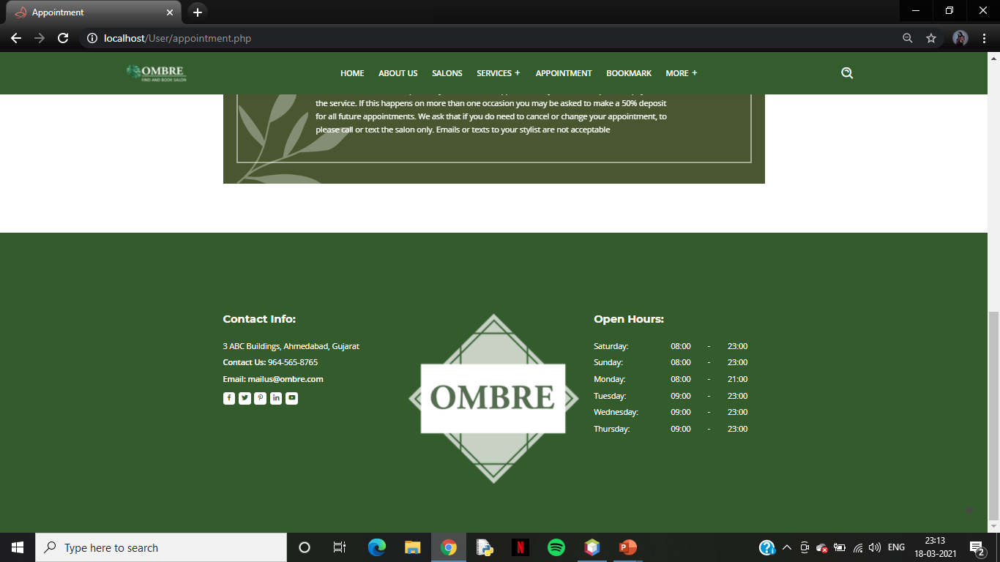 Appointment
localhost/User/appointment.php
OMBRE
FIND AND BOOK SALON
HOME ABOUT US SALONS SERVICES + APPOINTMENT BOOKMARK MORE +
the service. If this happens on more than one occasion you may be asked to make a 50% deposit
for all future appointments. We ask that if you do need to cancel or change your appointment, to
please call or text the salon only. Emails or texts to your stylist are not acceptable
Contact Info:
3 ABC Buildings, Ahmedabad, Gujarat
Contact Us: 964-565-8765
Email: mailus@ombre.com
OMBRE
Open Hours:
Saturday: 08:00 - 23:00
Sunday: 08:00 - 23:00
Monday: 08:00 - 21:00
Tuesday: 09:00 - 23:00
Wednesday: 09:00 - 23:00
Thursday: 09:00 - 23:00
Type here to search
ENG
23:13
18-03-2021
2